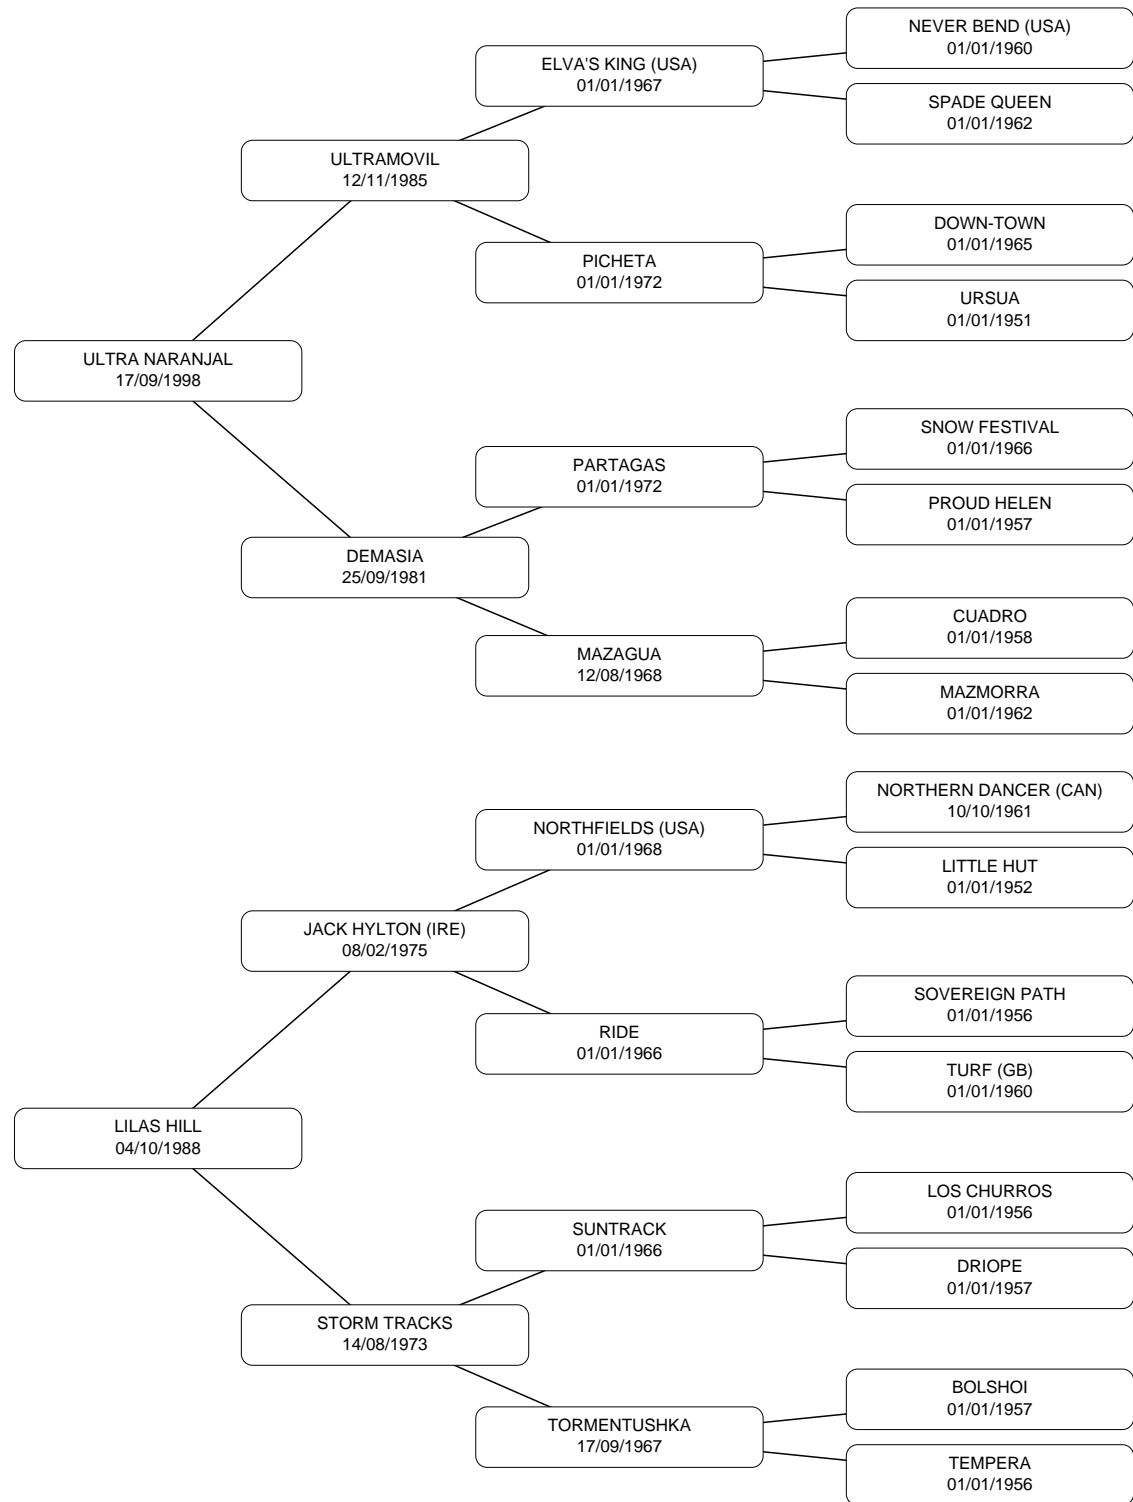 NEVER BEND (USA)
01/01/1960
ELVA'S KING (USA)
01/01/1967
SPADE QUEEN
01/01/1962
ULTRAMOVIL
12/11/1985
DOWN-TOWN
01/01/1965
PICHETA
01/01/1972
URSUA
01/01/1951
ULTRA NARANJAL
17/09/1998
SNOW FESTIVAL
01/01/1966
PARTAGAS
01/01/1972
PROUD HELEN
01/01/1957
DEMASIA
25/09/1981
CUADRO
01/01/1958
MAZAGUA
12/08/1968
MAZMORRA
01/01/1962
NORTHERN DANCER (CAN)
10/10/1961
NORTHFIELDS (USA)
01/01/1968
LITTLE HUT
01/01/1952
JACK HYLTON (IRE)
08/02/1975
SOVEREIGN PATH
01/01/1956
RIDE
01/01/1966
TURF (GB)
01/01/1960
LILAS HILL
04/10/1988
LOS CHURROS
01/01/1956
SUNTRACK
01/01/1966
DRIOPE
01/01/1957
STORM TRACKS
14/08/1973
BOLSHOI
01/01/1957
TORMENTUSHKA
17/09/1967
TEMPERA
01/01/1956